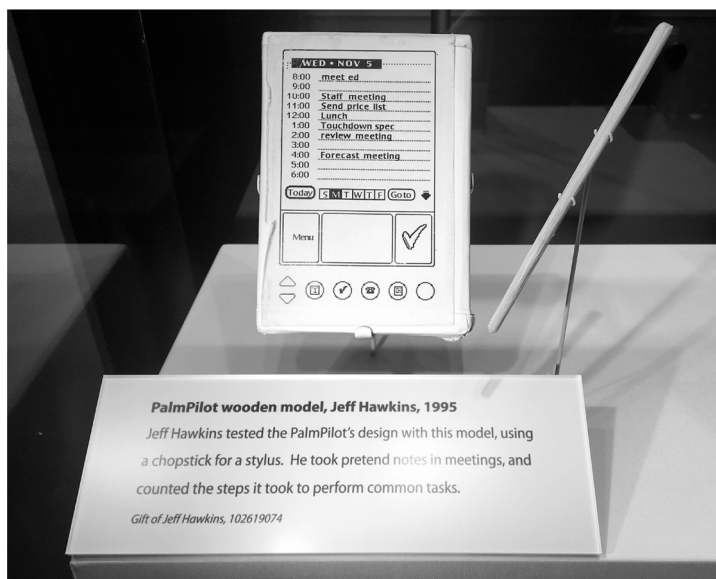 WED • NOV 5
8:00 meet ed
9:00
10:00 Staff meeting
11:00 Send price list
12:00 Lunch
1:00 Touchdown spec
2:00 review meeting
3:00
4:00 Forecast meeting
5:00
6:00
Today S M T W T F Go to
Menu
PalmPilot wooden model, Jeff Hawkins, 1995
Jeff Hawkins tested the PalmPilot's design with this model, using
a chopstick for a stylus. He took pretend notes in meetings, and
counted the steps it took to perform common tasks.
Gift of Jeff Hawkins, 102619074